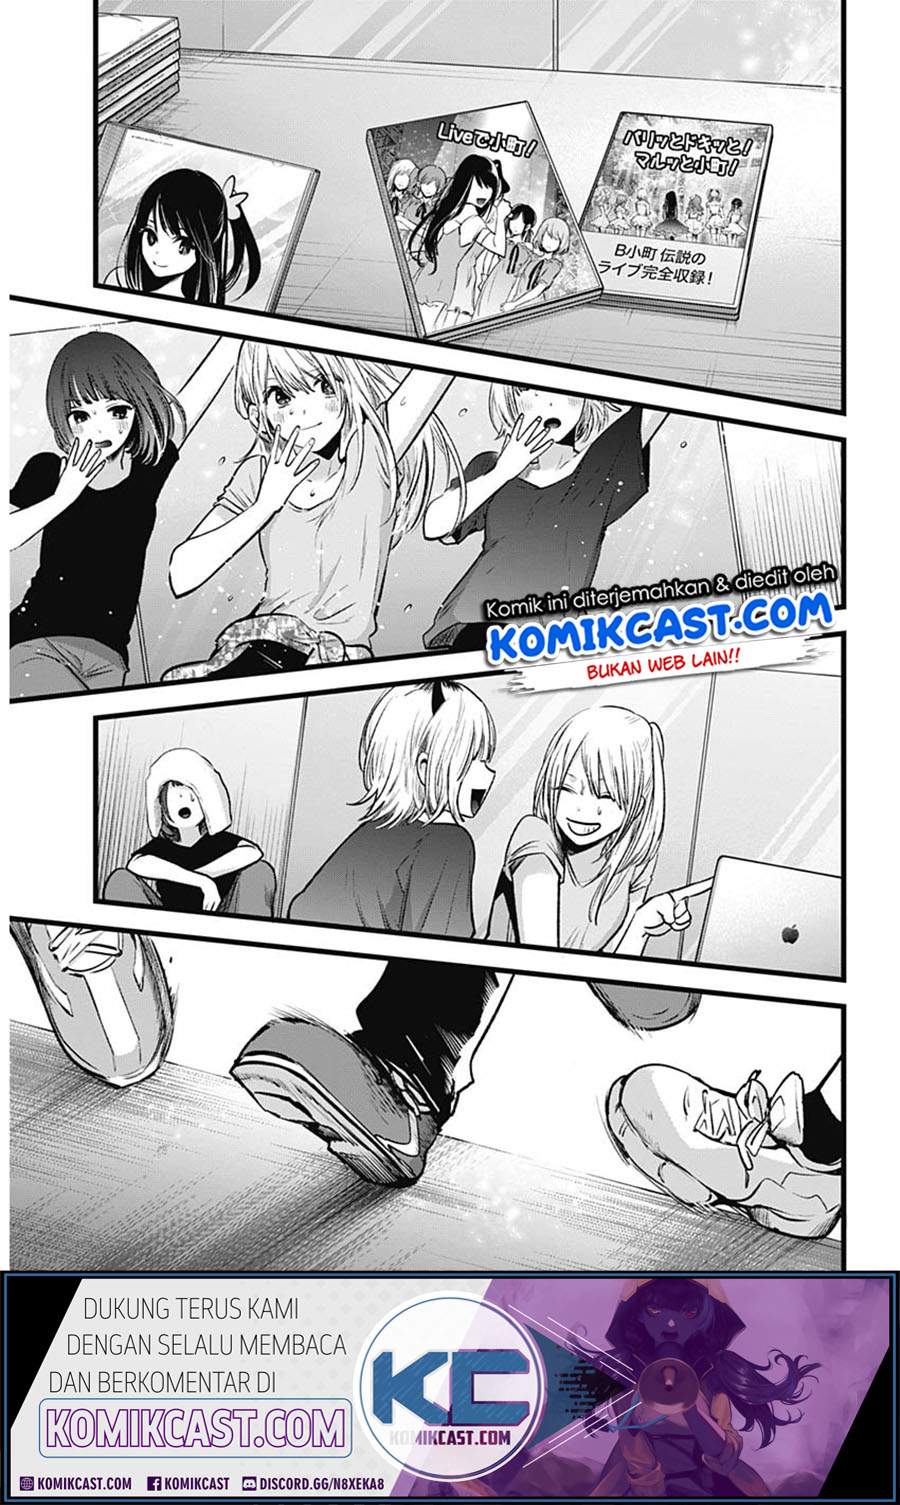 Liveで小町!
パリッとドキッと!
マルッと小町!
B小町 伝説の
ライブ完全収録!
Komik ini diterjemahkan & diedit oleh
KOMIKCAST.COM
BUKAN WEB LAIN!!
DUKUNG TERUS KAMI
DENGAN SELALU MEMBACA
DAN BERKOMENTAR DI
KOMIKCAST.COM
KOMIKCAST.COM KOMIKCAST DISCORD.GG/N8XEKA8
KC
KOMIKCAST.COM